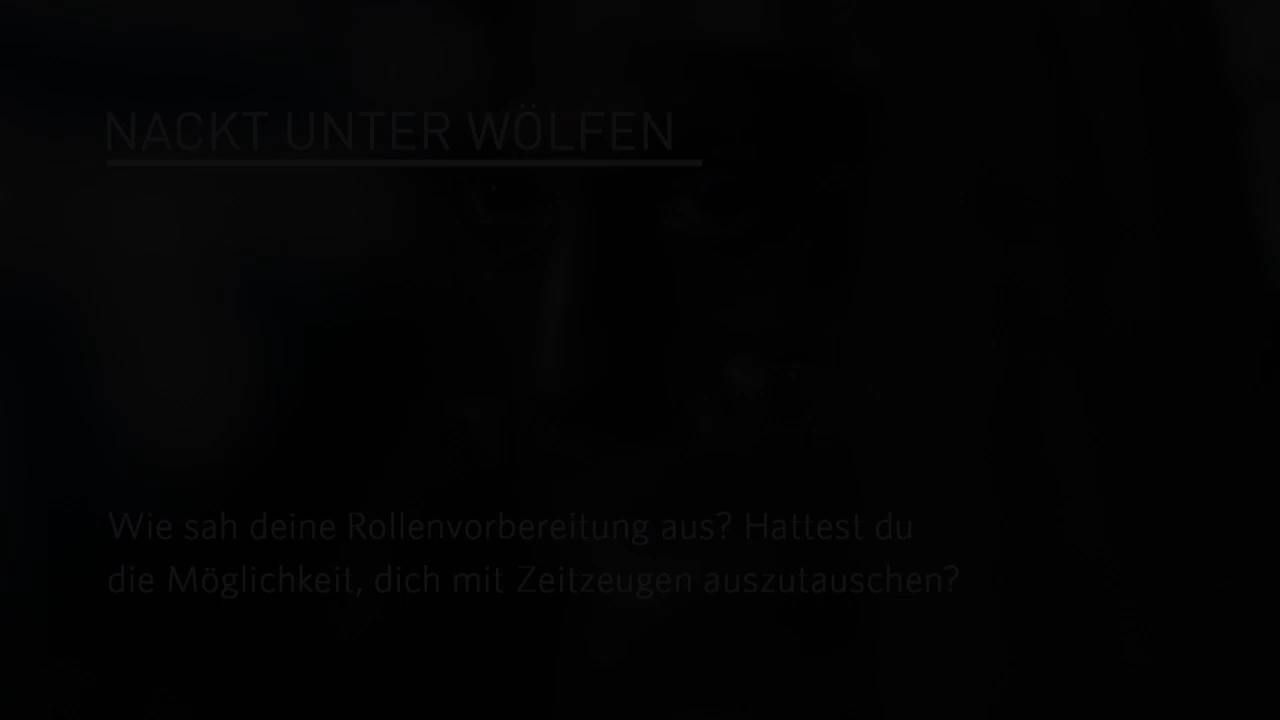 NACKT UNTER WÖLFEN
Wie sah deine Rollenvorbereitung aus? Hattest du
die Möglichkeit, dich mit Zeitzeugen auszutauschen?